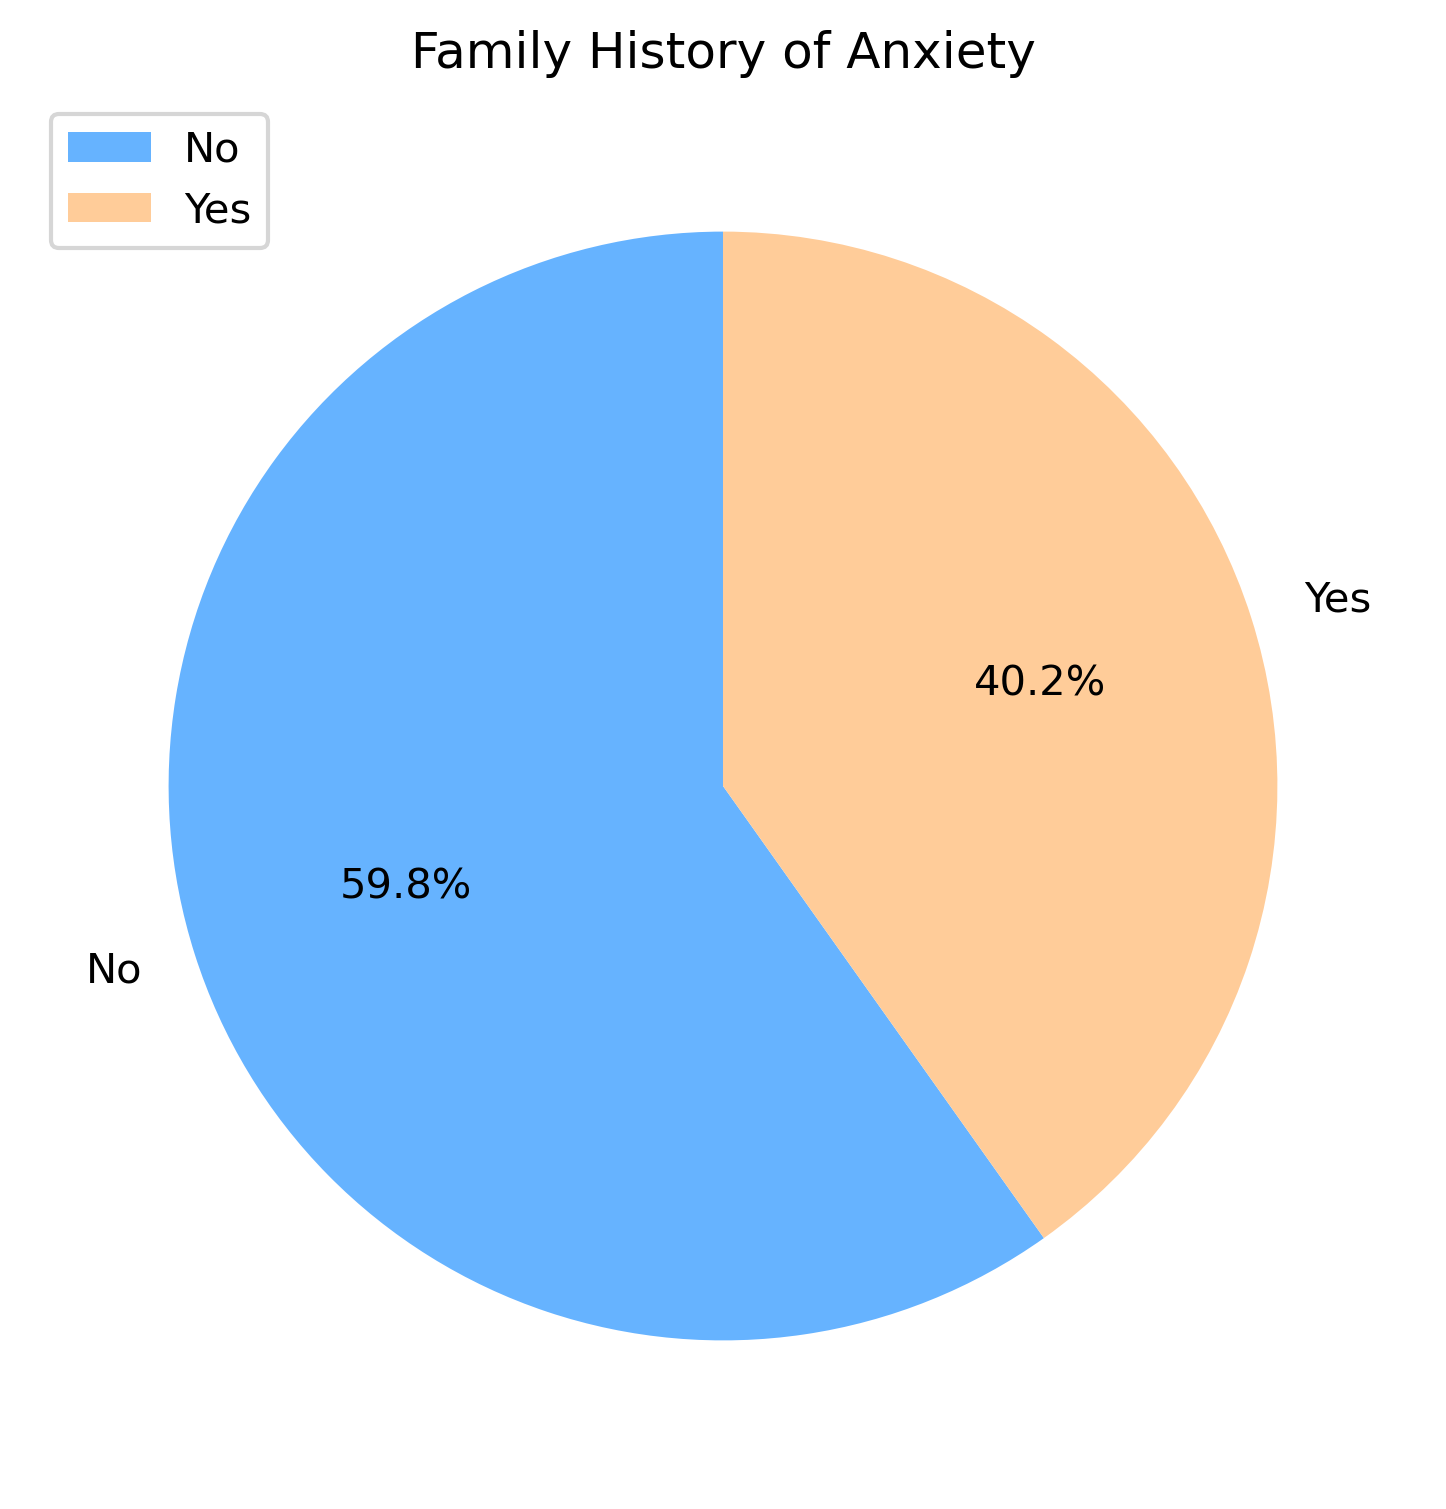 Family History of Anxiety
No
Yes
Yes
40.2%
59.8%
No